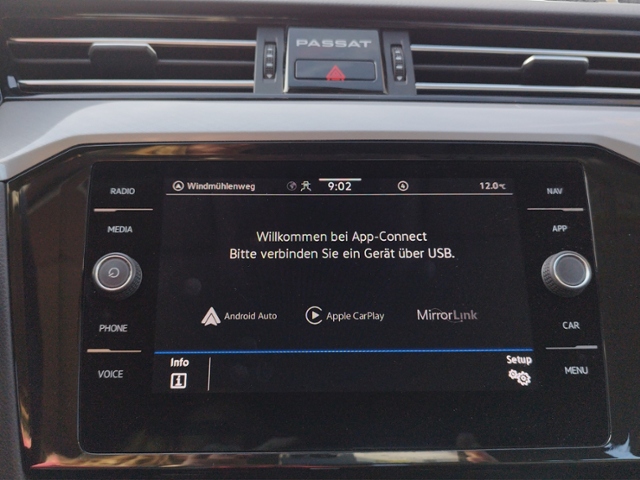 PASSAT
RADIO
MEDIA
PHONE
VOICE
Windmühlenweg 9:02 4 12.0°C
Willkommen bei App-Connect
Bitte verbinden Sie ein Gerät über USB.
Android Auto Apple CarPlay MirrorLink
Info Setup
NAV
APP
CAR
MENU